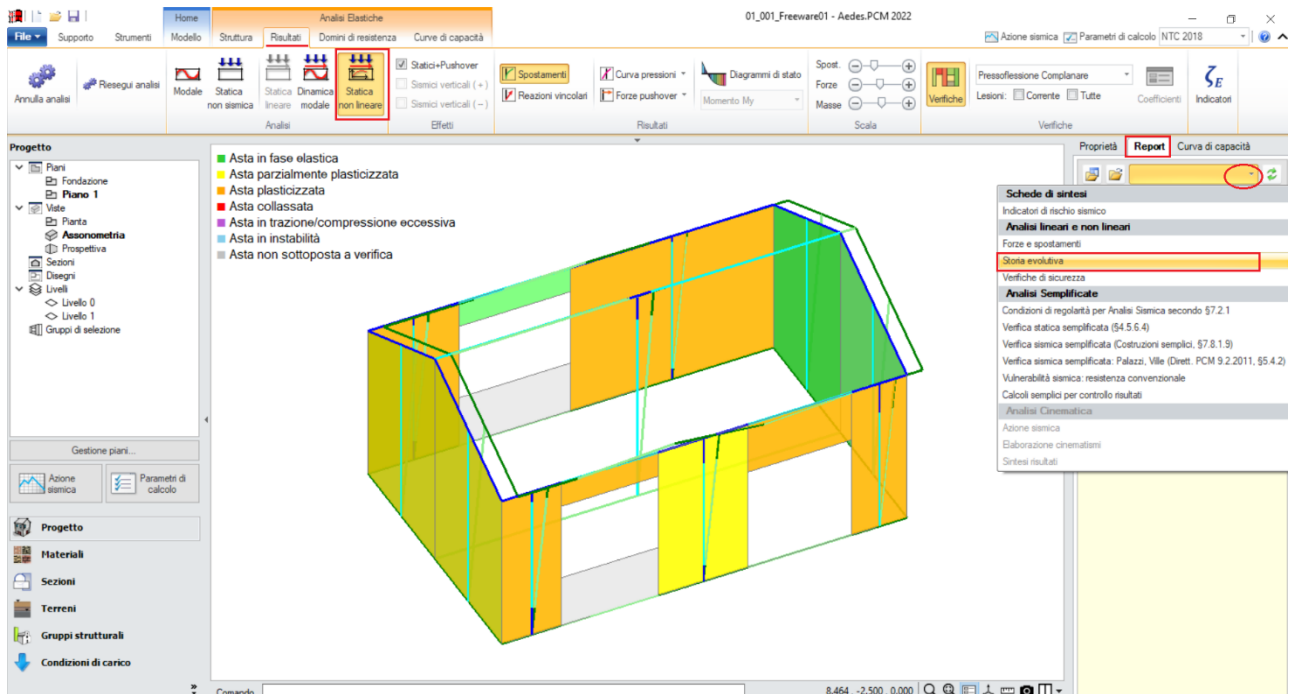 01_001_Freeware01 - Aedes.PCM 2022
Home
Analisi Elastiche
File
Supporto
Strumenti
Modello
Struttura
Risultati
Domini di resistenza
Curve di capacità
Azione sismica
Parametri di calcolo
NTC 2018
Annulla analisi
Resegui analisi
Modale
Statica non sismica
Statica lineare
Dinamica modale
Statica non lineare
Analisi
Statici+Pushover
Sismici verticali (+)
Sismici verticali (−)
Effetti
Spostamenti
Reazioni vincolari
Curva pressioni
Forze pushover
Diagrammi di stato
Momento My
Risultati
Spost.
Forze
Masse
Scala
Verifiche
Pressoflessione Complanare
Lesioni:
Corrente
Tutte
Coefficienti
Verifiche
ζE
Indicatori
Progetto
Piani
Fondazione
Piano 1
Viste
Pianta
Assonometria
Prospettiva
Sezioni
Disegni
Livelli
Livello 0
Livello 1
Gruppi di selezione
Gestione piani...
Azione sismica
Parametri di calcolo
Progetto
Materiali
Sezioni
Terreni
Gruppi strutturali
Condizioni di carico
Asta in fase elastica
Asta parzialmente plasticizzata
Asta plasticizzata
Asta collassata
Asta in trazione/compressione eccessiva
Asta in instabilità
Asta non sottoposta a verifica
Proprietà
Report
Curva di capacità
Schede di sintesi
Indicatori di rischio sismico
Analisi lineari e non lineari
Forze e spostamenti
Storia evolutiva
Verifiche di sicurezza
Analisi Semplificate
Condizioni di regolarità per Analisi Sismica secondo §7.2.1
Verifica statica semplificata (§4.5.6.4)
Verifica sismica semplificata (Costruzioni semplici, §7.8.1.9)
Verifica sismica semplificata: Palazzi, Ville (Dirett. PCM 9.2.2011, §5.4.2)
Vulnerabilità sismica: resistenza convenzionale
Calcoli semplici per controllo risultati
Analisi Cinematica
Azione sismica
Elaborazione cinematismi
Sintesi risultati
Comando
8.464 , -2.500 , 0.000